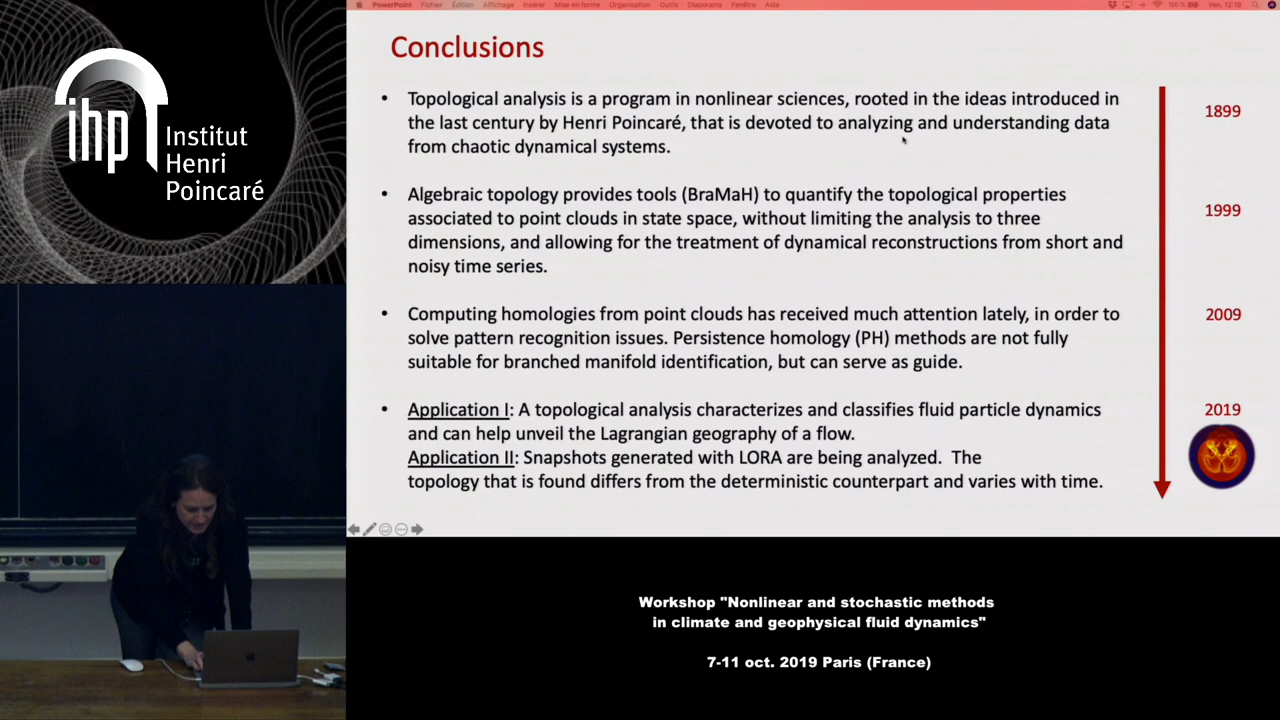 PowerPoint Fichier Édition Affichage Insérer Mise en forme Organisation Outils Diaporama Fenêtre Aide
100 % Ven. 12:19
ihp Institut
Henri
Poincaré
Conclusions
• Topological analysis is a program in nonlinear sciences, rooted in the ideas introduced in
the last century by Henri Poincaré, that is devoted to analyzing and understanding data
from chaotic dynamical systems.
1899
• Algebraic topology provides tools (BraMaH) to quantify the topological properties
associated to point clouds in state space, without limiting the analysis to three
dimensions, and allowing for the treatment of dynamical reconstructions from short and
noisy time series.
1999
• Computing homologies from point clouds has received much attention lately, in order to
solve pattern recognition issues. Persistence homology (PH) methods are not fully
suitable for branched manifold identification, but can serve as guide.
2009
• Application I: A topological analysis characterizes and classifies fluid particle dynamics
and can help unveil the Lagrangian geography of a flow.
Application II: Snapshots generated with LORA are being analyzed. The
topology that is found differs from the deterministic counterpart and varies with time.
2019
Workshop "Nonlinear and stochastic methods
in climate and geophysical fluid dynamics"
7-11 oct. 2019 Paris (France)